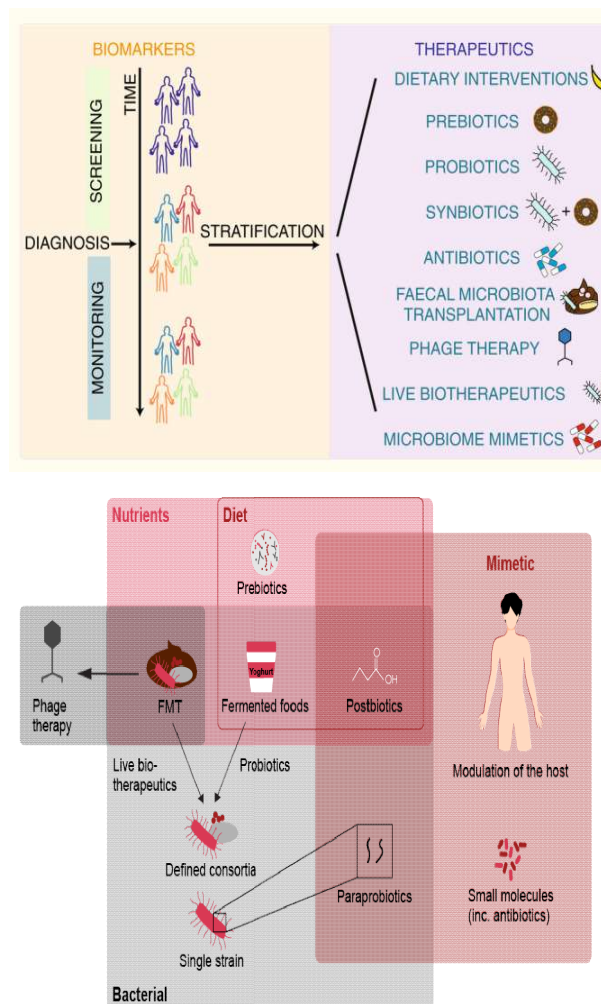 BIOMARKERS
SCREENING
TIME
DIAGNOSIS
MONITORING
STRATIFICATION
THERAPEUTICS
DIETARY INTERVENTIONS
PREBIOTICS
PROBIOTICS
SYNBIOTICS
+
ANTIBIOTICS
FAECAL MICROBIOTA
TRANSPLANTATION
PHAGE THERAPY
LIVE BIOTHERAPEUTICS
MICROBIOME MIMETICS
Nutrients
Diet
Prebiotics
Mimetic
Phage
therapy
FMT
Yoghurt
Fermented foods
OH
O
Postbiotics
Modulation of the host
Live bio-
therapeutics
Probiotics
Defined consortia
Paraprobiotics
Small molecules
(inc. antibiotics)
Single strain
Bacterial